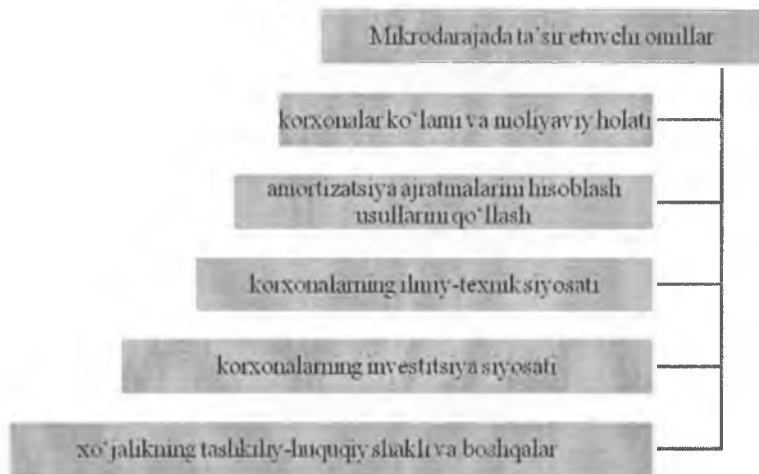 Mikrodarajada ta'sir etuvchi omillar
korxonalar ko'lami va moliyaviy holati
amortizatsiya ajratmalarini hisoblash
usullarini qo'llash
korxonalarning ilmiy-texnik siyosati
korxonalarning investitsiya siyosati
xo'jalikning tashkiliy-huquqiy shakli va boshqalar